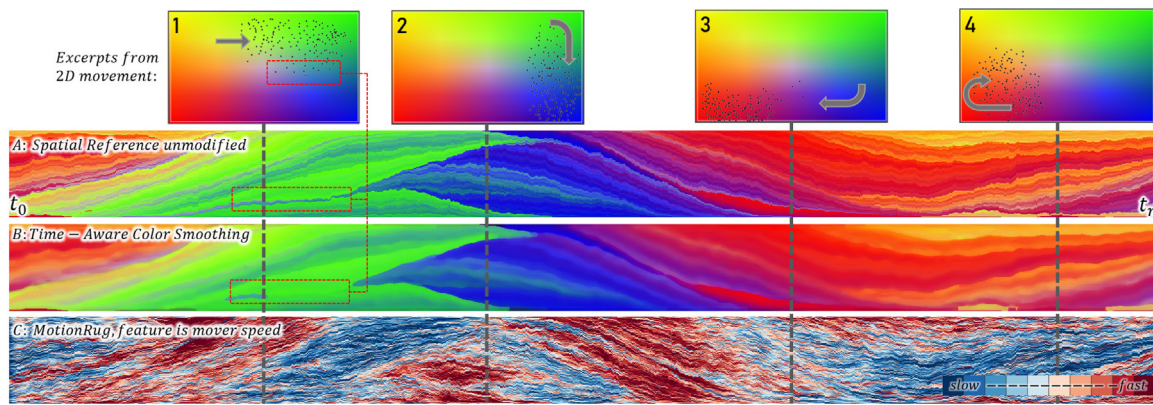 1
2
3
4
Excerpts from
2D movement:
A: Spatial Reference unmodified
t0
tn
B: Time – Aware Color Smoothing
C: MotionRug, feature is mover speed
slow
fast